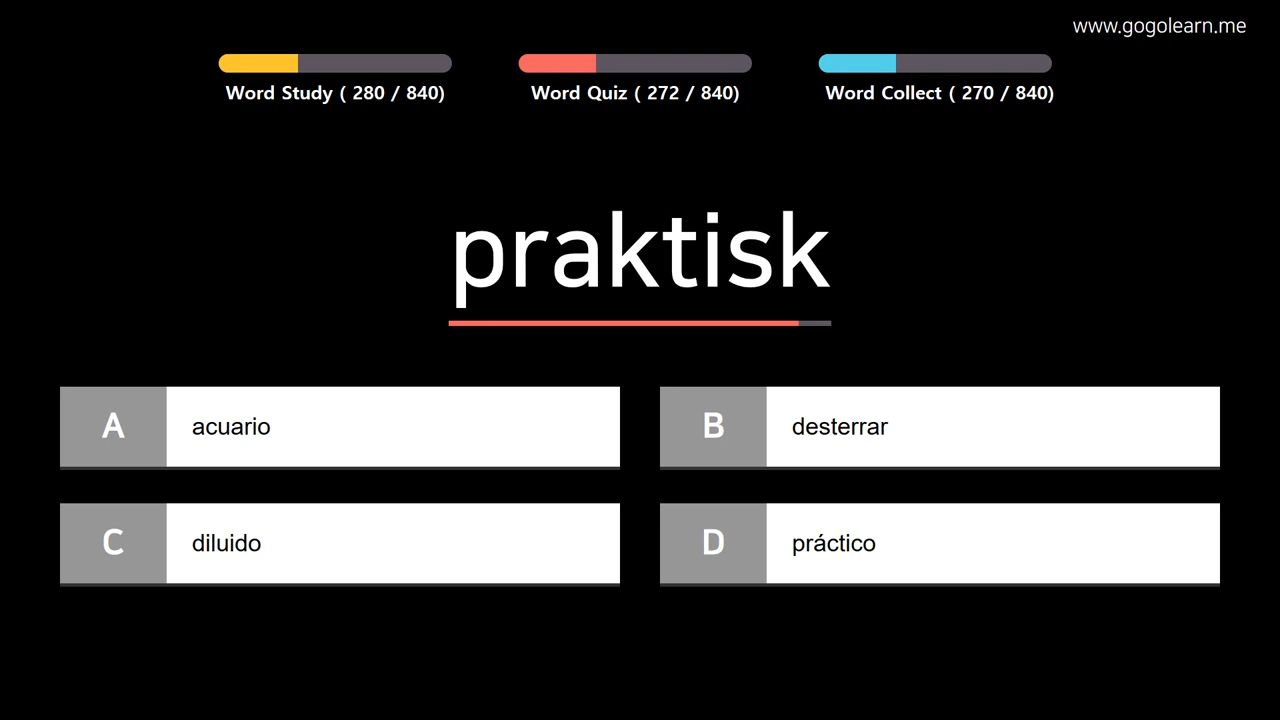 www.gogolearn.me
Word Study ( 280 / 840)
Word Quiz ( 272 / 840)
Word Collect ( 270 / 840)
praktisk
A acuario
B desterrar
C diluido
D práctico